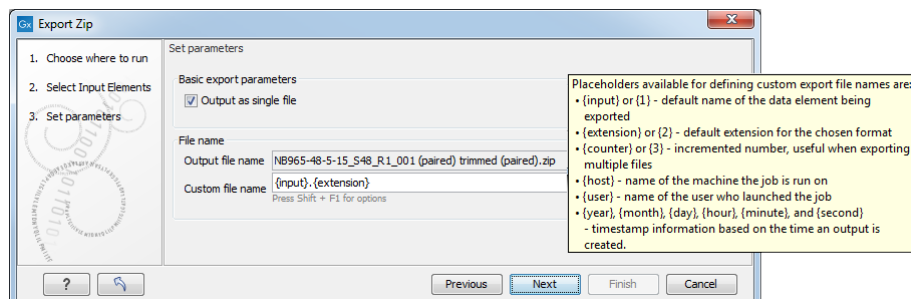 Gx Export Zip
1. Choose where to run
2. Select Input Elements
3. Set parameters
Set parameters
Basic export parameters
Output as single file
File name
Output file name NB965-48-5-15_S48_R1_001 (paired) trimmed (paired).zip
Custom file name {input}.{extension}
Press Shift + F1 for options
Placeholders available for defining custom export file names are:
• {input} or {1} - default name of the data element being
exported
• {extension} or {2} - default extension for the chosen format
• {counter} or {3} - incremented number, useful when exporting
multiple files
• {host} - name of the machine the job is run on
• {user} - name of the user who launched the job
• {year}, {month}, {day}, {hour}, {minute}, and {second}
- timestamp information based on the time an output is
created.
? Previous Next Finish Cancel